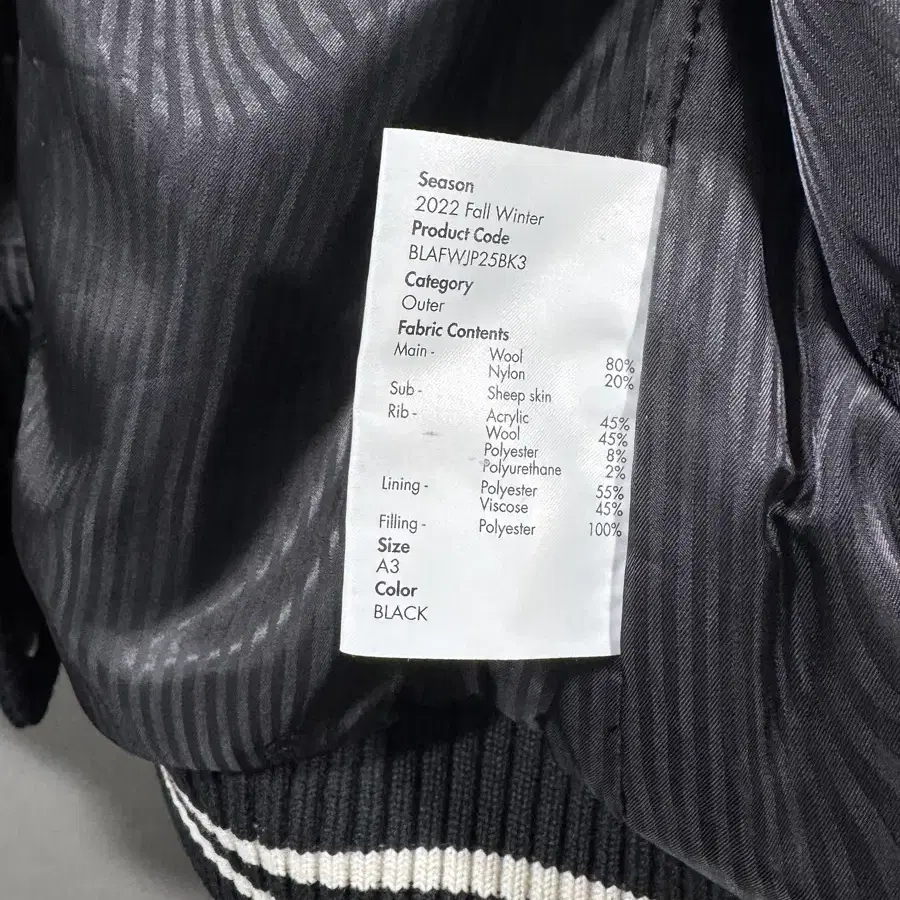 Season
2022 Fall Winter
Product Code
BLAFWJP25BK3
Category
Outer
Fabric Contents
Main - Wool 80%
Nylon 20%
Sub - Sheep skin
Rib - Acrylic 45%
Wool 45%
Polyester 8%
Polyurethane 2%
Lining - Polyester 55%
Viscose 45%
Filling - Polyester 100%
Size
A3
Color
BLACK